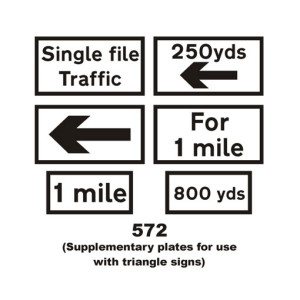 Single file
Traffic
250yds
For
1 mile
1 mile
800 yds
572
(Supplementary plates for use
with triangle signs)